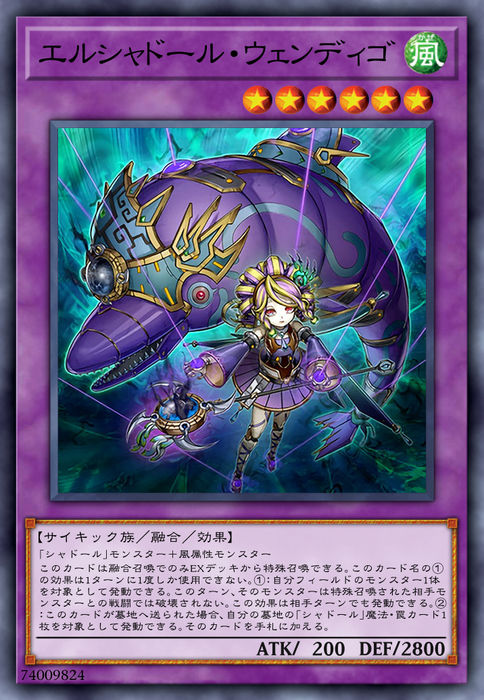 エルシャドール・ウェンディゴ
かぜ
風
【サイキック族／融合／効果】
「シャドール」モンスター＋風属性モンスター
このカードは融合召喚でのみEXデッキから特殊召喚できる。このカード名の①
の効果は1ターンに1度しか使用できない。①：自分フィールドのモンスター1体
を対象として発動できる。このターン、そのモンスターは特殊召喚された相手モ
ンスターとの戦闘では破壊されない。この効果は相手ターンでも発動できる。②
：このカードが墓地へ送られた場合、自分の墓地の「シャドール」魔法・罠カード1
枚を対象として発動できる。そのカードを手札に加える。
ATK/ 200 DEF/2800
74009824